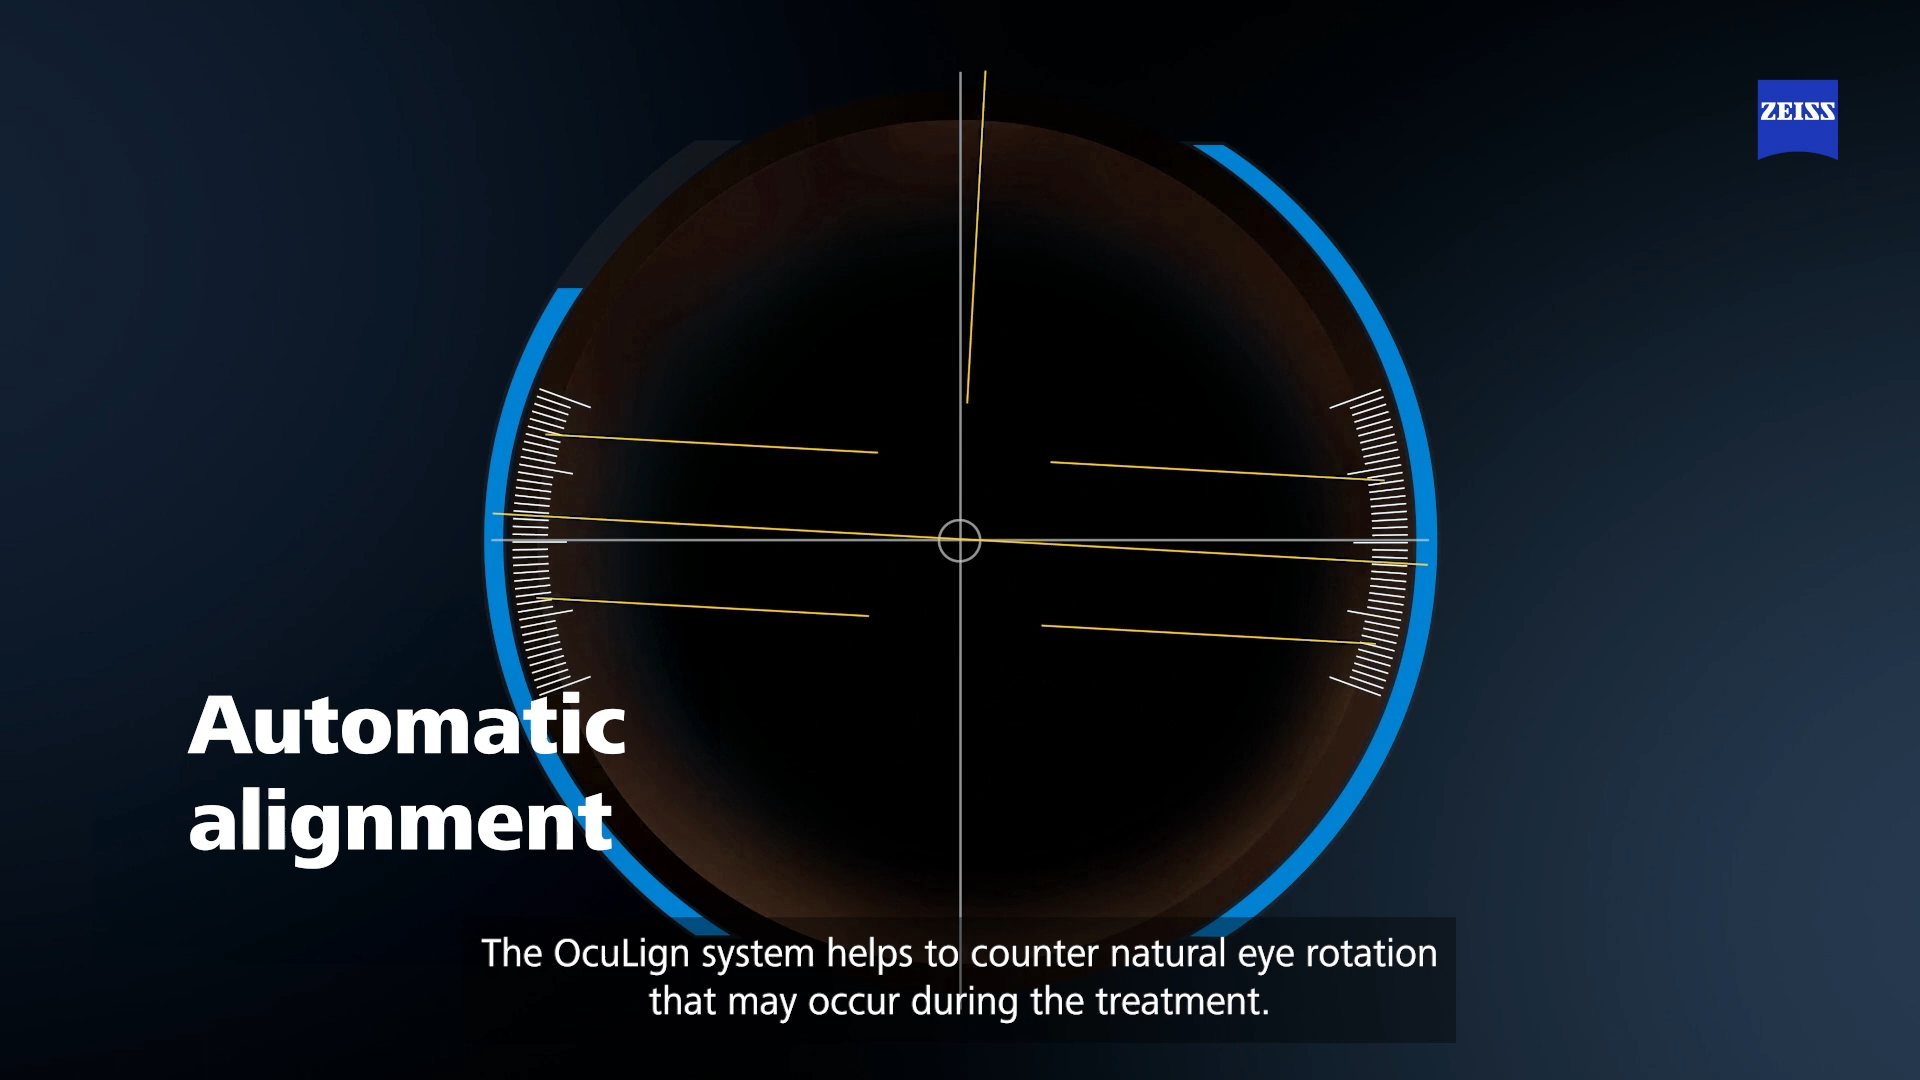 ZEISS
Automatic
alignment
The OcuLign system helps to counter natural eye rotation
that may occur during the treatment.